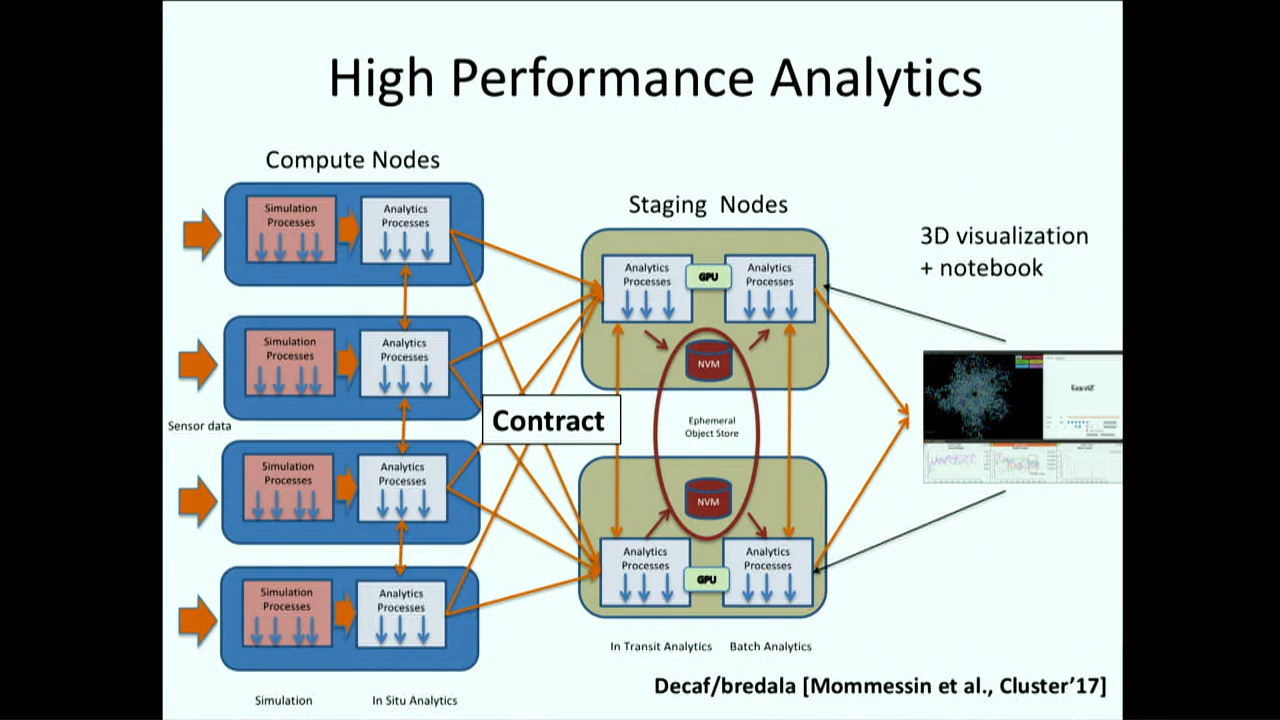 High Performance Analytics
Compute Nodes
Simulation
Processes
Analytics
Processes
Simulation
Processes
Analytics
Processes
Sensor data
Simulation
Processes
Analytics
Processes
Simulation
Processes
Analytics
Processes
Simulation
In Situ Analytics
Contract
Staging Nodes
Analytics
Processes
GPU
Analytics
Processes
NVM
Ephemeral
Object Store
NVM
Analytics
Processes
GPU
Analytics
Processes
In Transit Analytics
Batch Analytics
3D visualization
+ notebook
Decaf/bredala [Mommessin et al., Cluster’17]